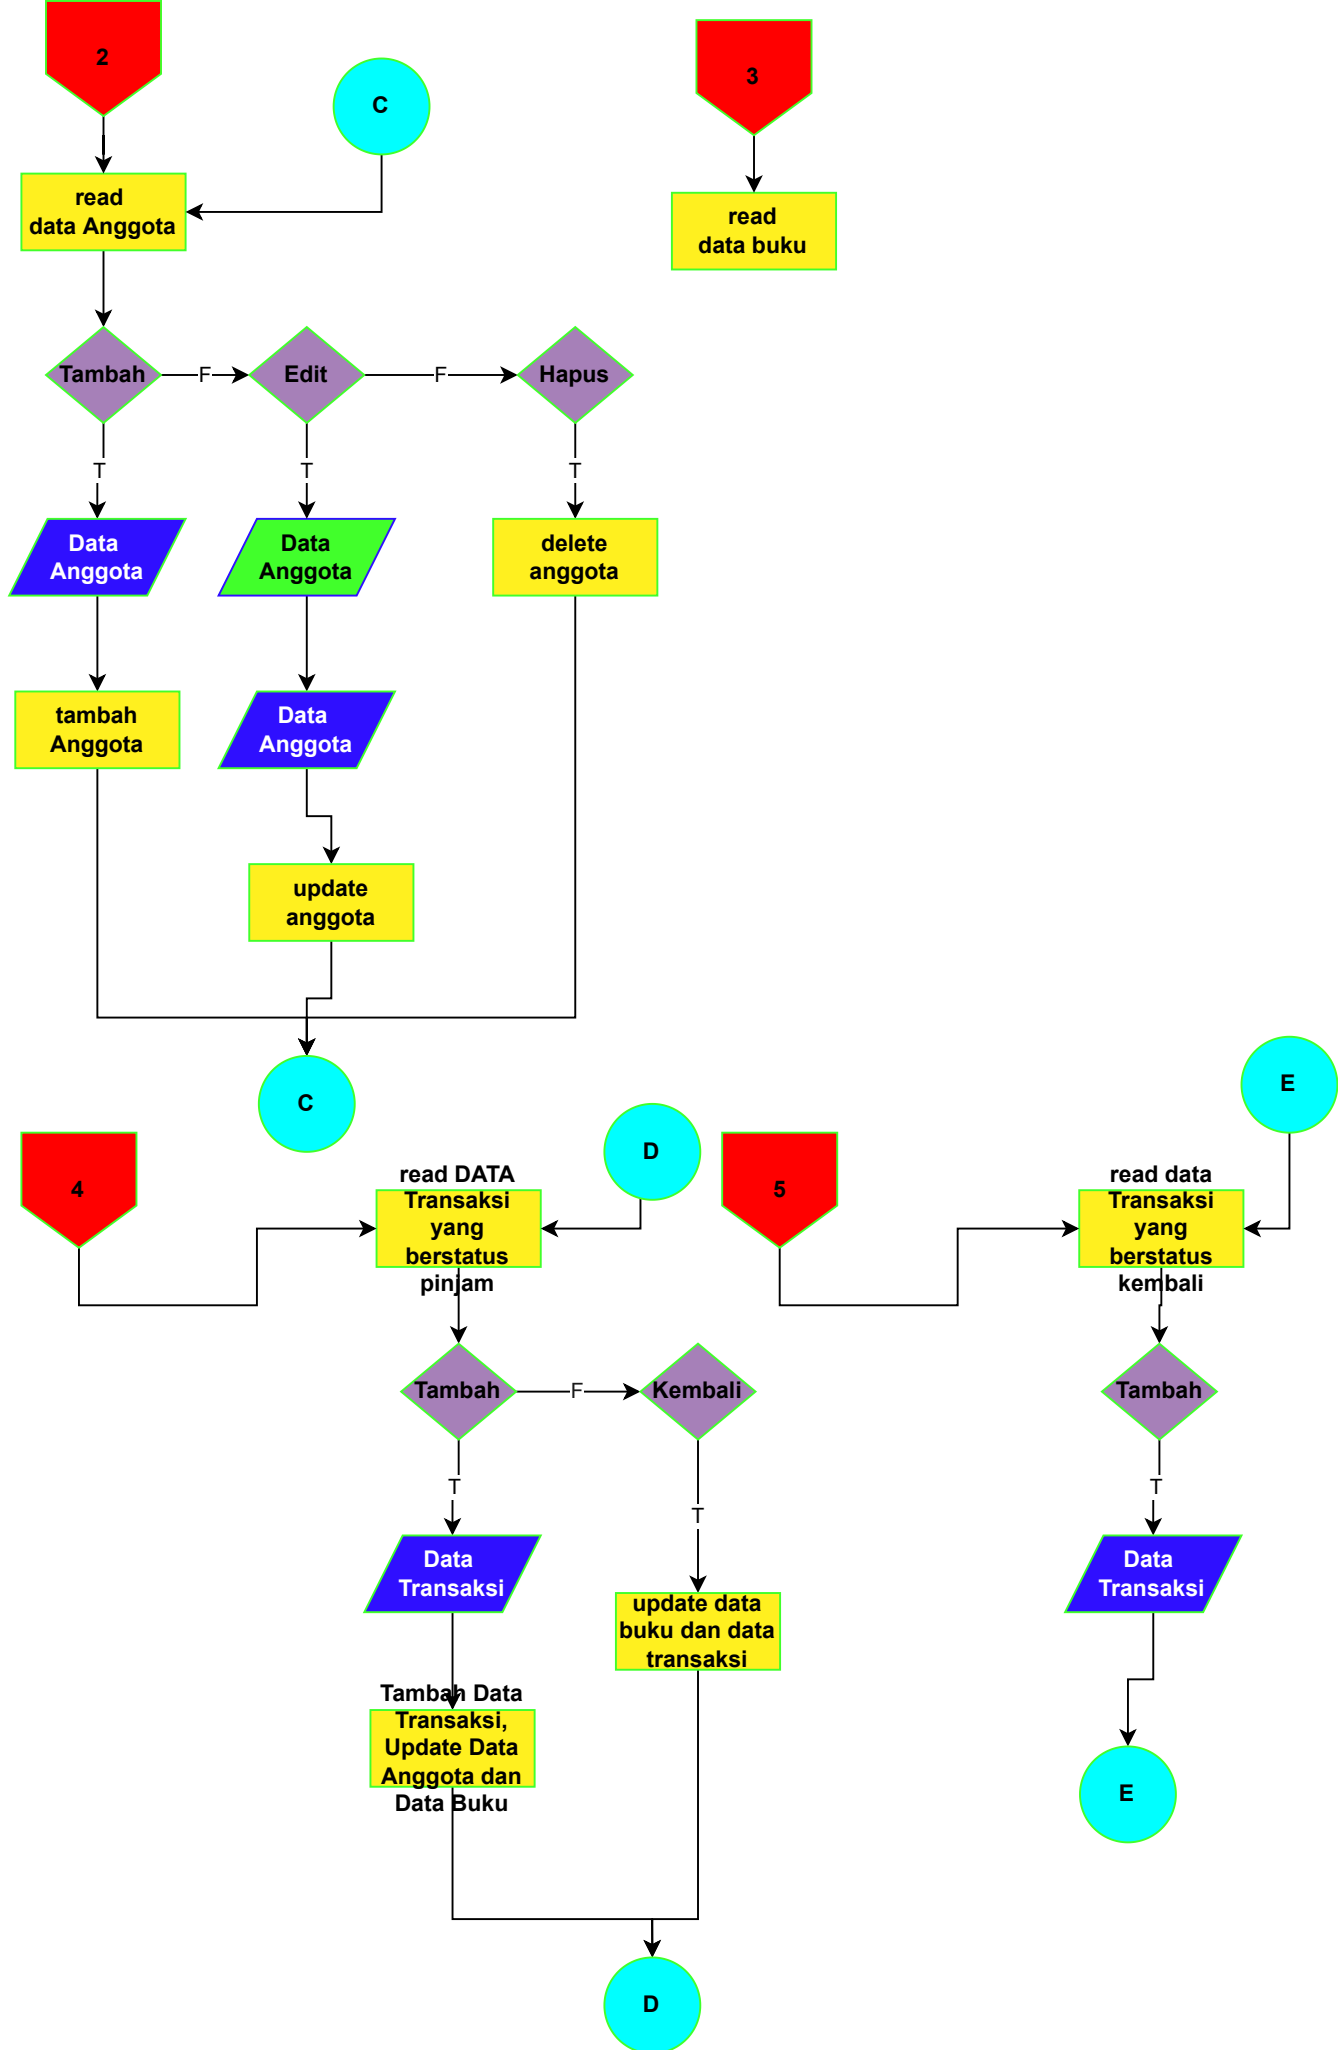 2
C
3
read
data Anggota
read
data buku
Tambah
F
Edit
F
Hapus
T
T
T
Data
Anggota
Data
Anggota
delete
anggota
tambah
Anggota
Data
Anggota
update
anggota
C
E
4
D
5
read DATA
Transaksi
yang
berstatus
pinjam
read data
Transaksi
yang
berstatus
kembali
Tambah
F
Kembali
Tambah
T
T
T
Data
Transaksi
Data
Transaksi
update data
buku dan data
transaksi
Tambah Data
Transaksi,
Update Data
Anggota dan
Data Buku
E
D